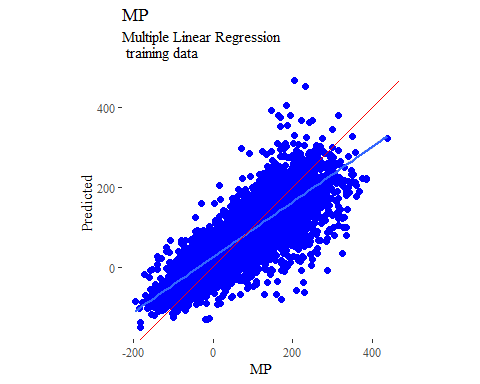 MP
Multiple Linear Regression
training data
400
200
0
Predicted
-200
0
200
400
MP